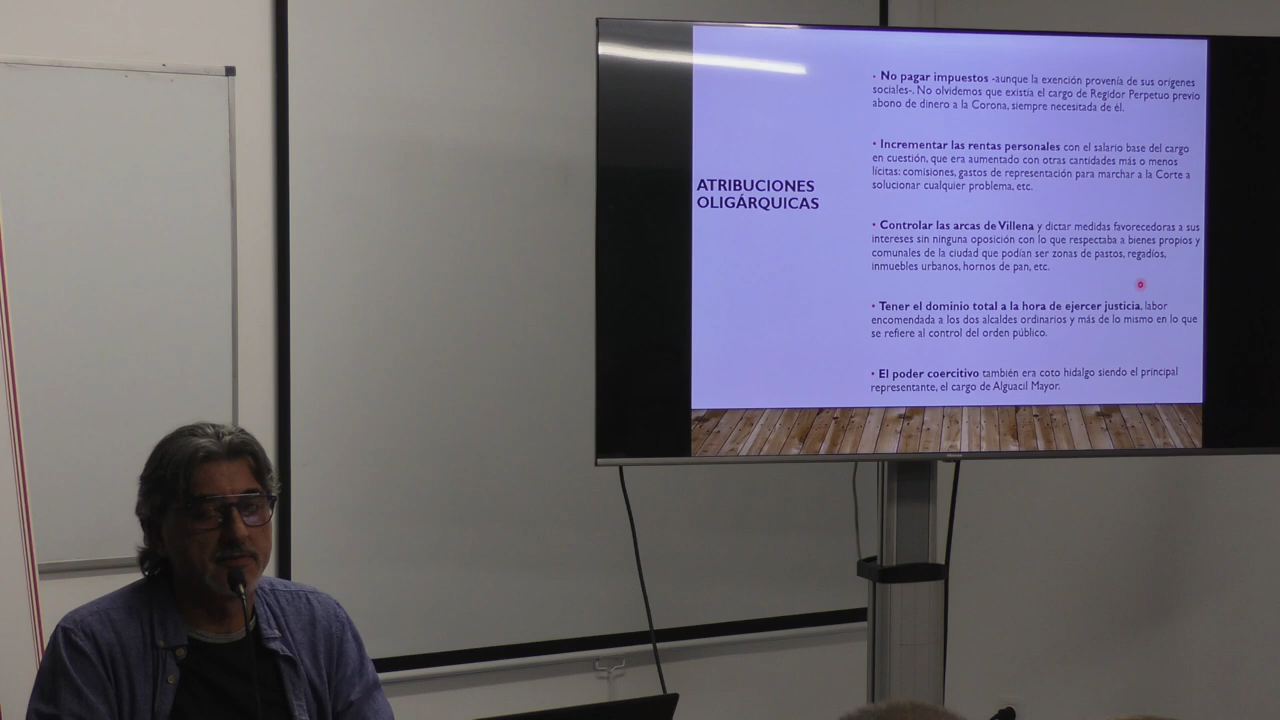 ATRIBUCIONES
OLIGÁRQUICAS
• No pagar impuestos -aunque la exención provenía de sus orígenes
sociales-. No olvidemos que existía el cargo de Regidor Perpetuo previo
abono de dinero a la Corona, siempre necesitada de él.
• Incrementar las rentas personales con el salario base del cargo
en cuestión, que era aumentado con otras cantidades más o menos
lícitas: comisiones, gastos de representación para marchar a la Corte a
solucionar cualquier problema, etc.
• Controlar las arcas de Villena y dictar medidas favorecedoras a sus
intereses sin ninguna oposición con lo que respectaba a bienes propios y
comunales de la ciudad que podían ser zonas de pastos, regadíos,
inmuebles urbanos, hornos de pan, etc.
• Tener el dominio total a la hora de ejercer justicia, labor
encomendada a los dos alcaldes ordinarios y más de lo mismo en lo que
se refiere al control del orden público.
• El poder coercitivo también era coto hidalgo siendo el principal
representante, el cargo de Alguacil Mayor.